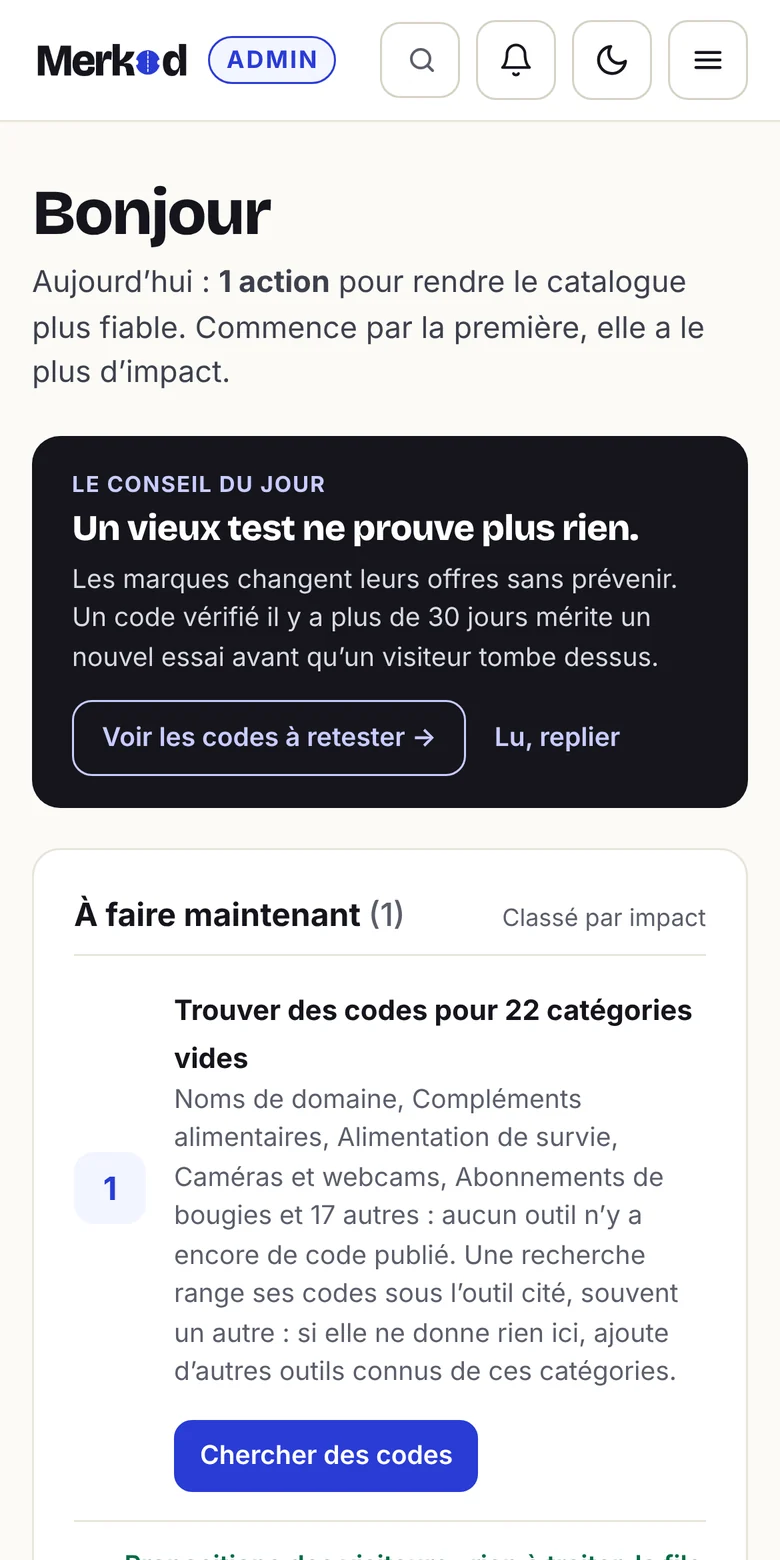 Merkod
ADMIN
Bonjour
Aujourd’hui : 1 action pour rendre le catalogue
plus fiable. Commence par la première, elle a le
plus d’impact.
LE CONSEIL DU JOUR
Un vieux test ne prouve plus rien.
Les marques changent leurs offres sans prévenir.
Un code vérifié il y a plus de 30 jours mérite un
nouvel essai avant qu’un visiteur tombe dessus.
Voir les codes à retester →
Lu, replier
À faire maintenant (1)
Classé par impact
1
Trouver des codes pour 22 catégories
vides
Noms de domaine, Compléments
alimentaires, Alimentation de survie,
Caméras et webcams, Abonnements de
bougies et 17 autres : aucun outil n’y a
encore de code publié. Une recherche
range ses codes sous l’outil cité, souvent
un autre : si elle ne donne rien ici, ajoute
d’autres outils connus de ces catégories.
Chercher des codes